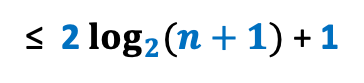 ≤ 2 log₂(n + 1) + 1